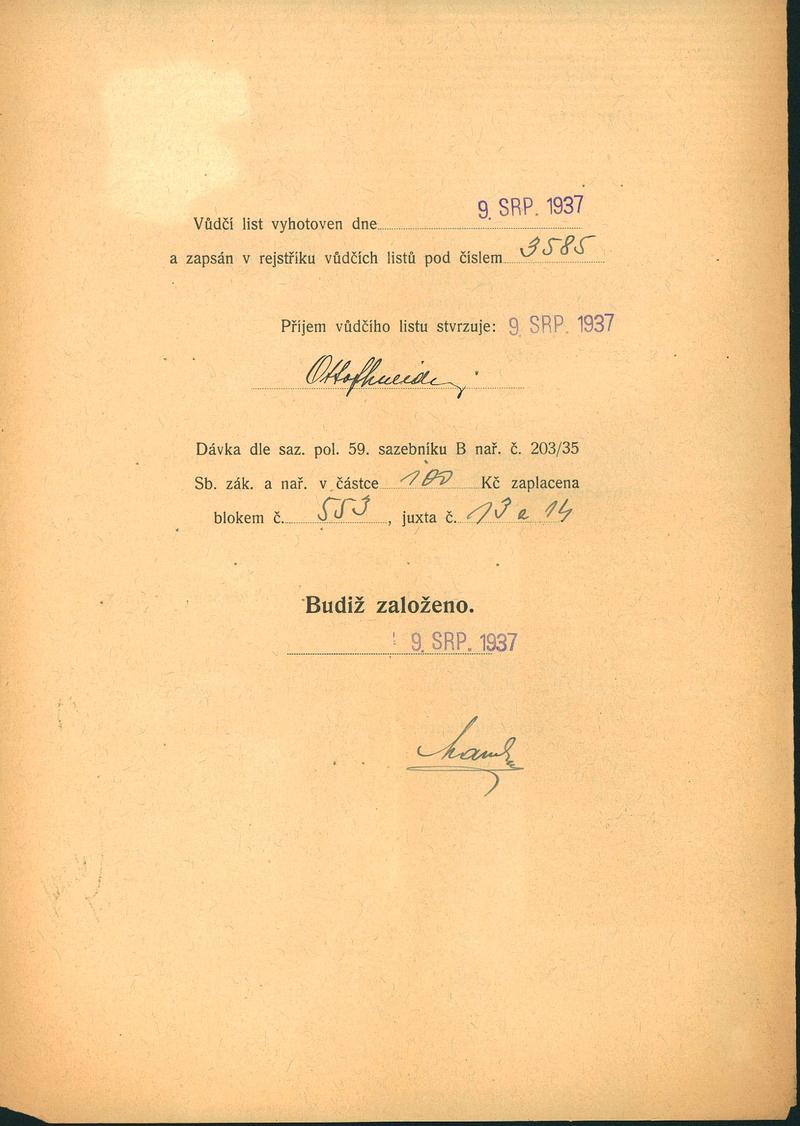 Vůdčí list vyhotoven dne 9. SRP. 1937
a zapsán v rejstříku vůdčích listů pod číslem 3585
Příjem vůdčího listu stvrzuje: 9. SRP. 1937
Dávka dle saz. pol. 59. sazebníku B nař. č. 203/35
Sb. zák. a nař. v částce 100 Kč zaplacena
blokem č. 553, juxta č. 13 a 14
Budiž založeno.
9. SRP. 1937